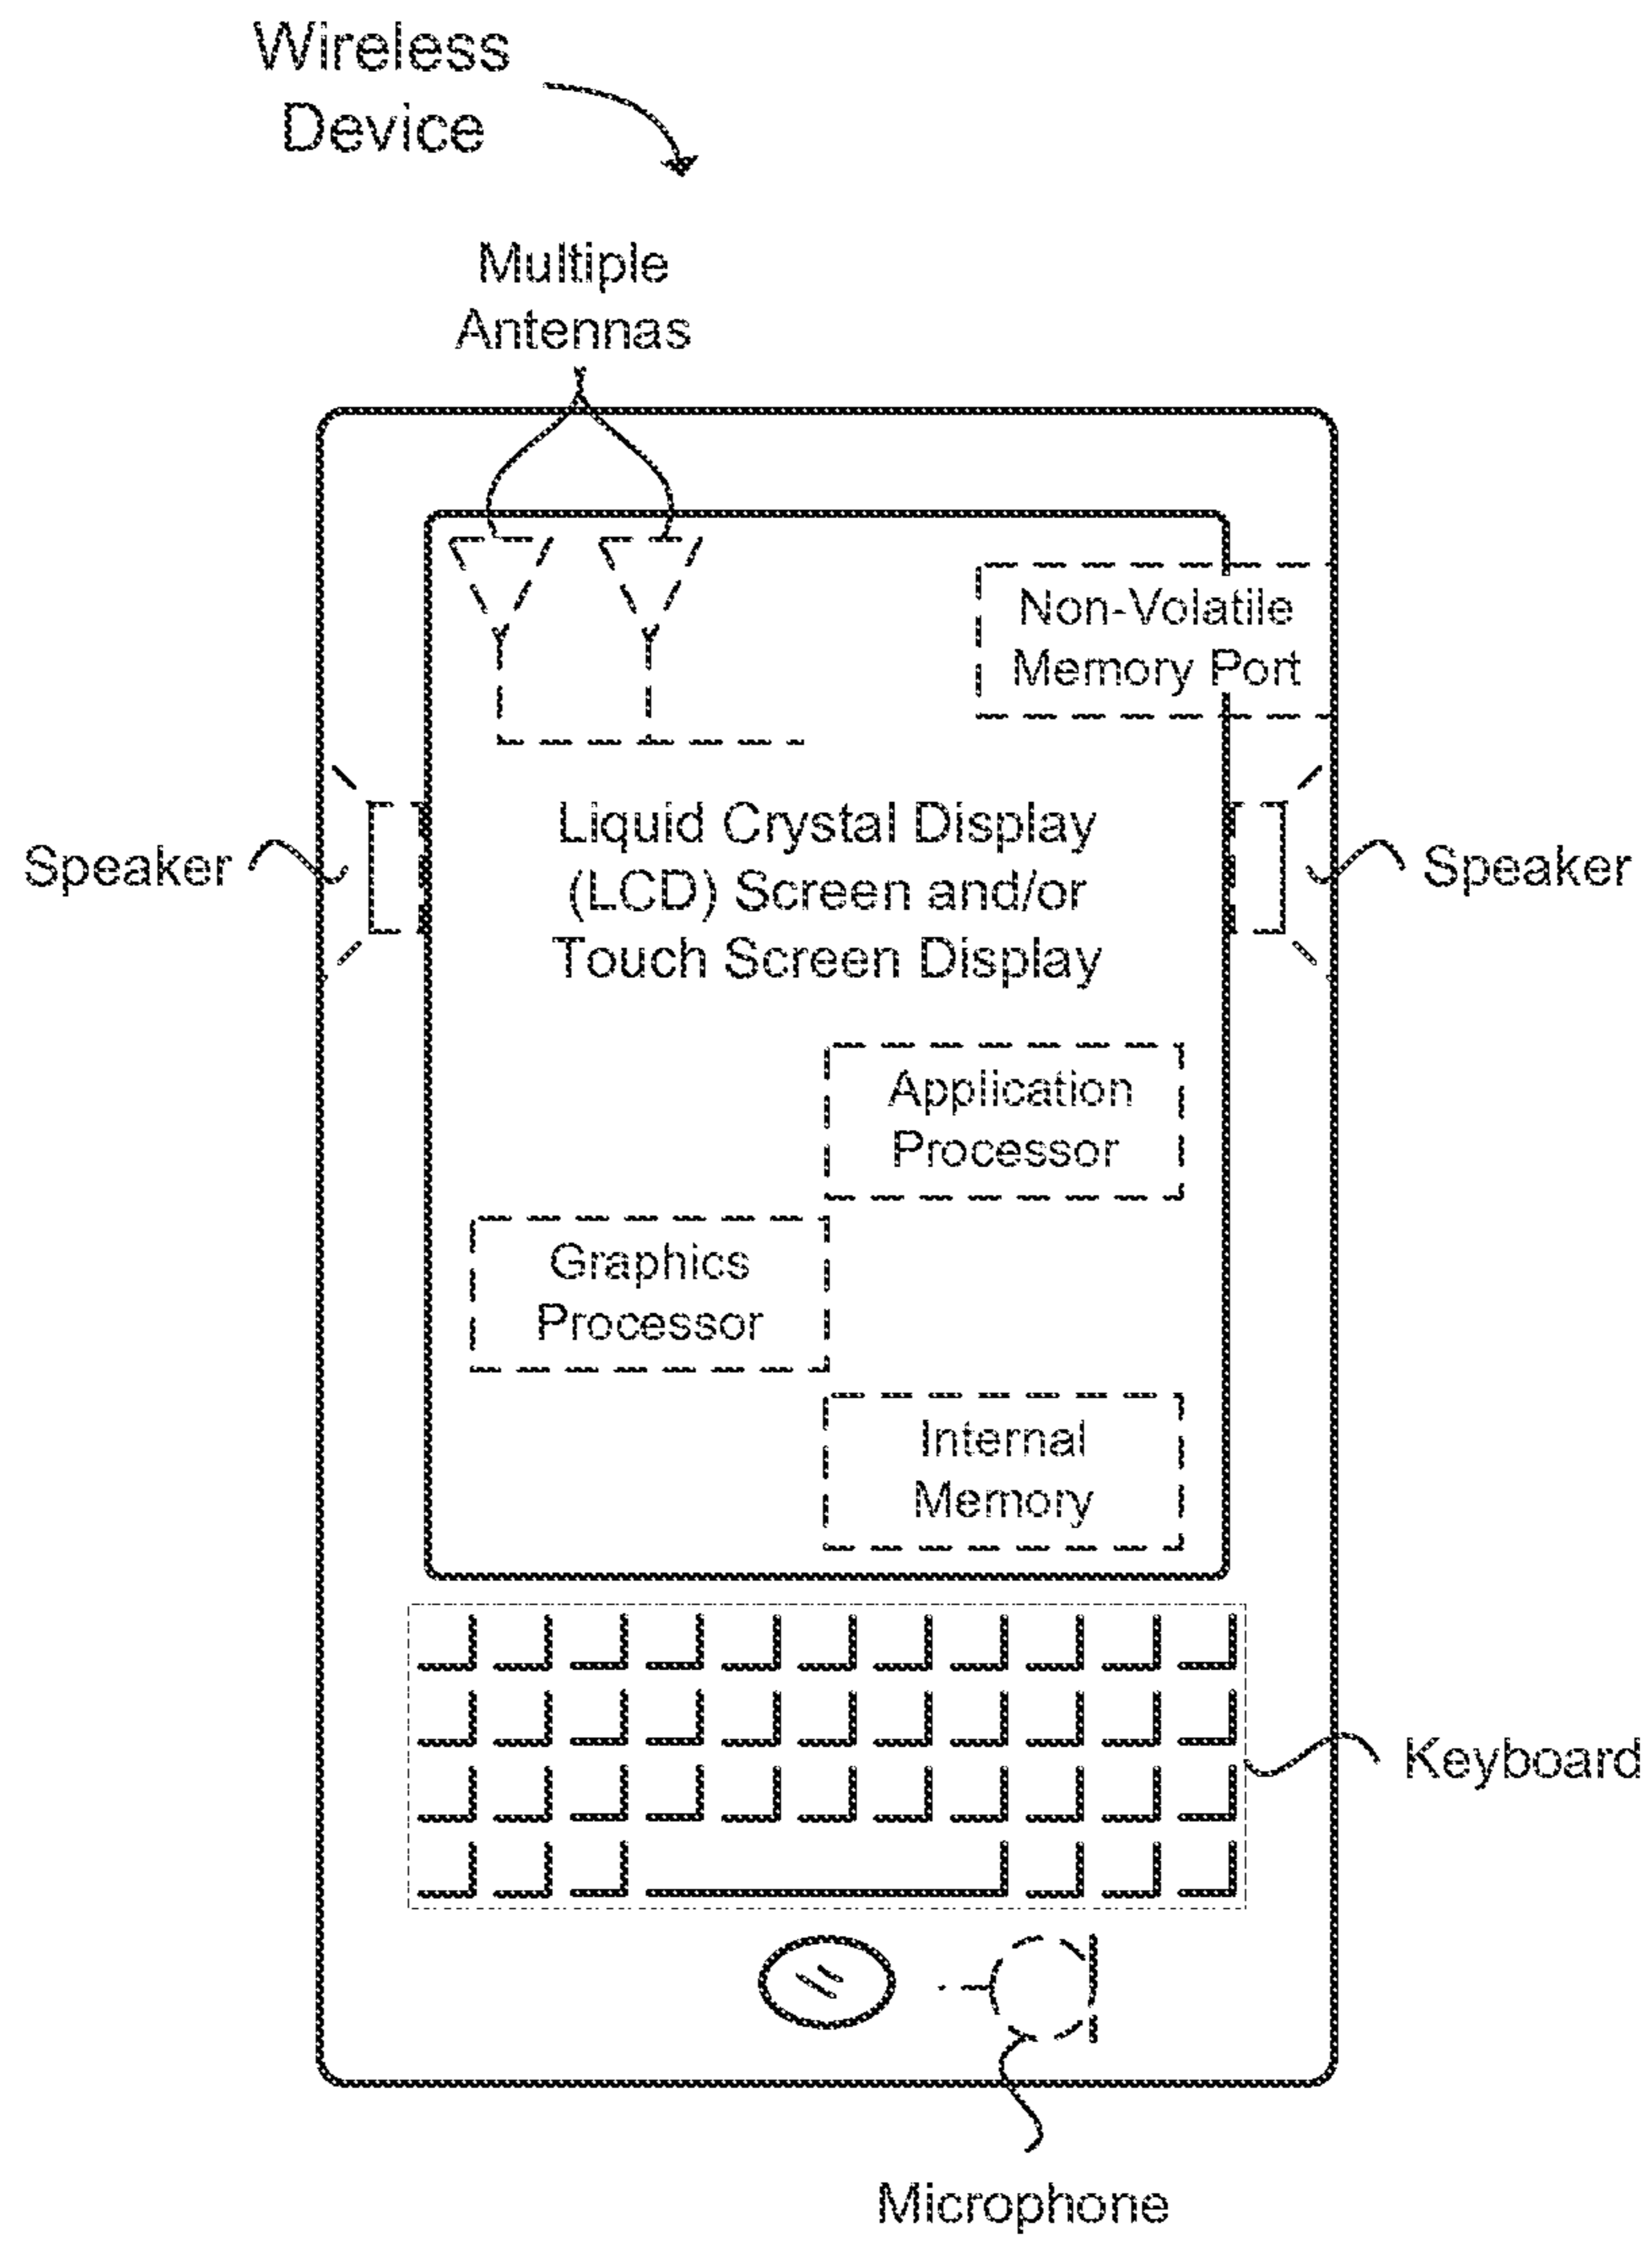 Wireless
Device
Multiple
Antennas
Non-Volatile
Memory Port
Speaker
Liquid Crystal Display
(LCD) Screen and/or
Touch Screen Display
Speaker
Application
Processor
Graphics
Processor
Internal
Memory
Keyboard
Microphone